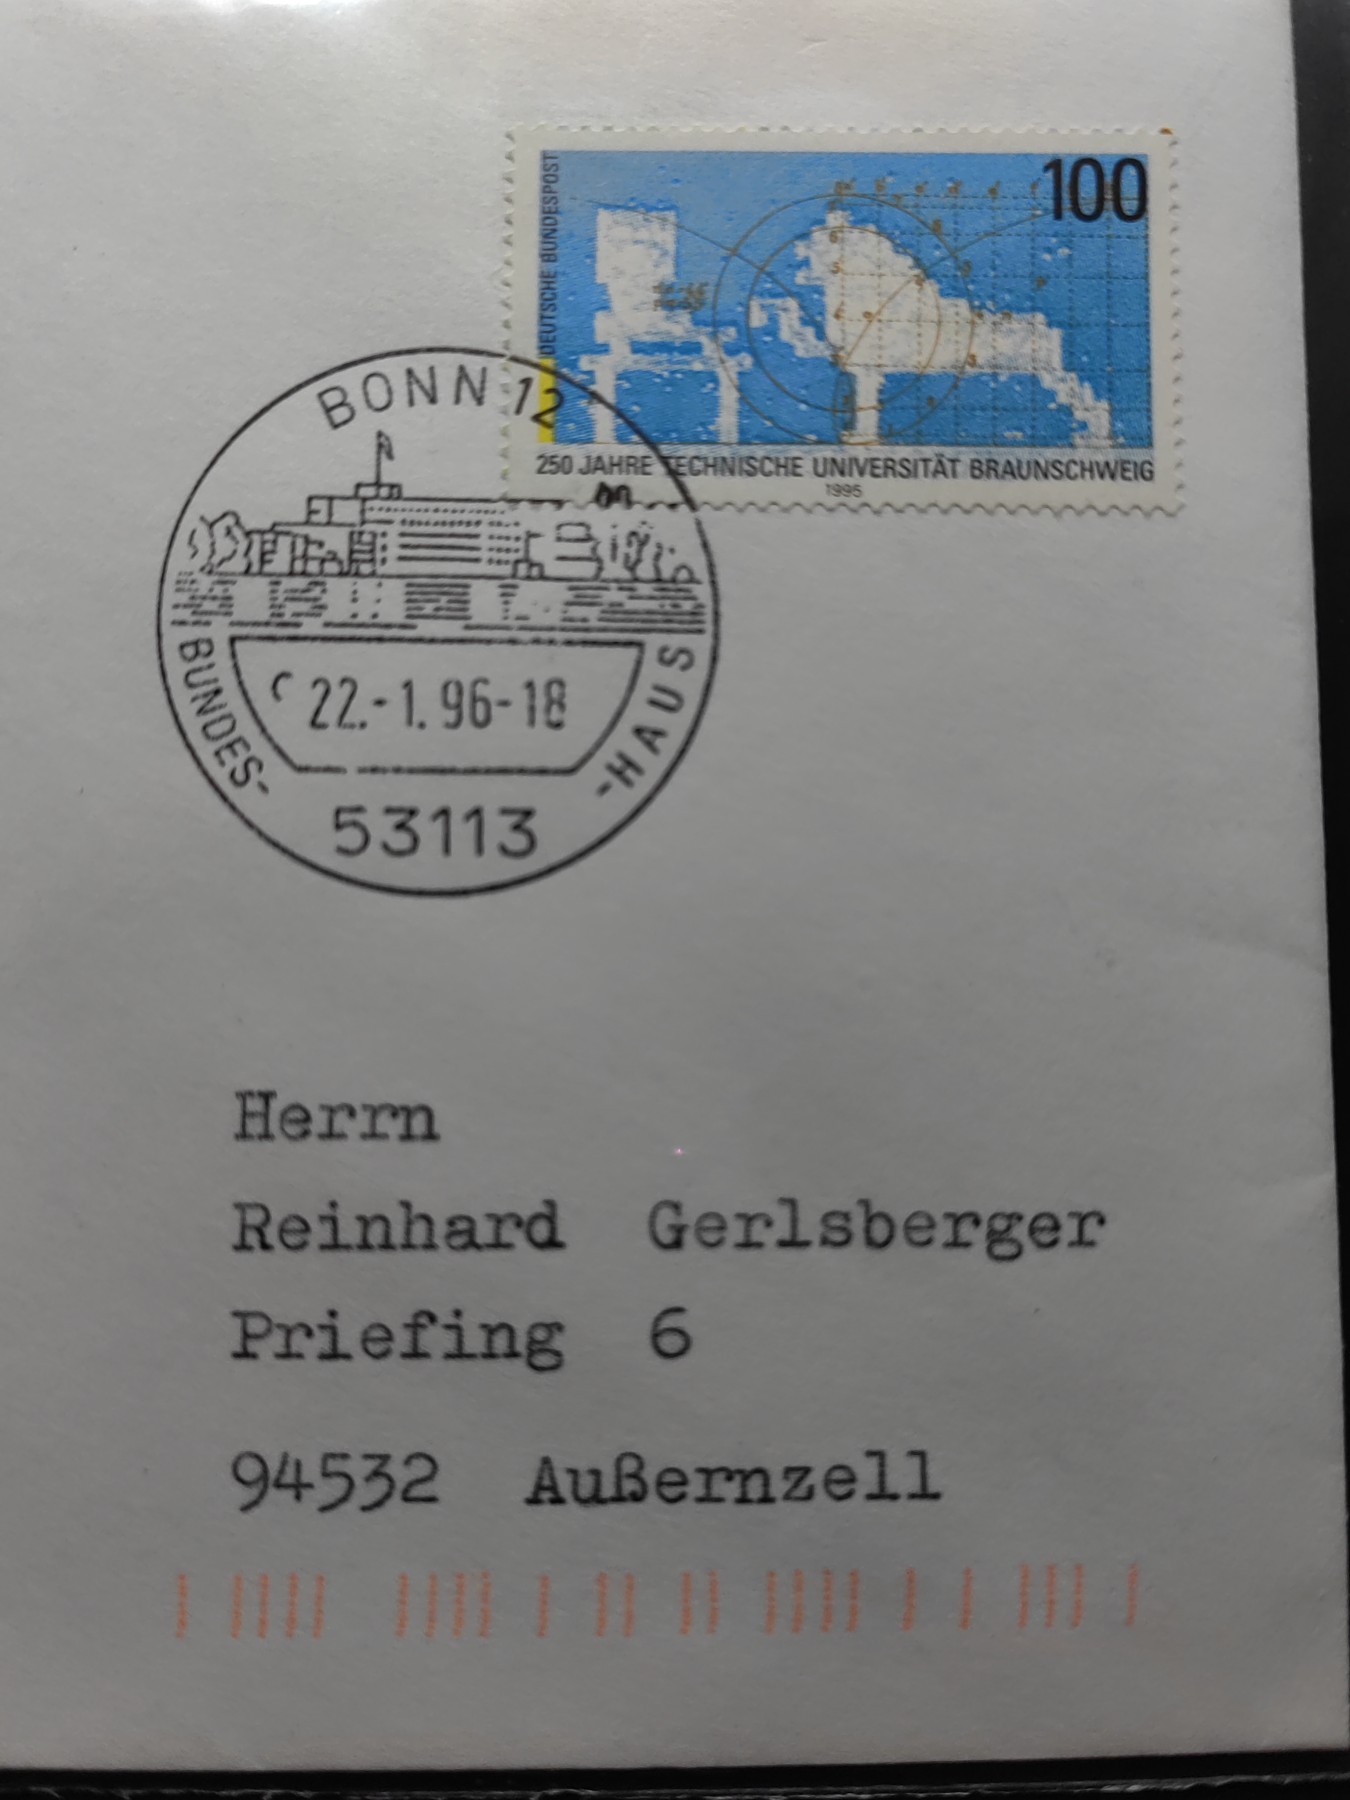 100
DEUTSCHE BUNDESPOST
250 JAHRE TECHNISCHE UNIVERSITÄT BRAUNSCHWEIG
1995
BONN 12
22.-1.96-18
BUNDES-
-HAUS
53113
Herrn
Reinhard Gerlsberger
Priefing 6
94532 Außernzell